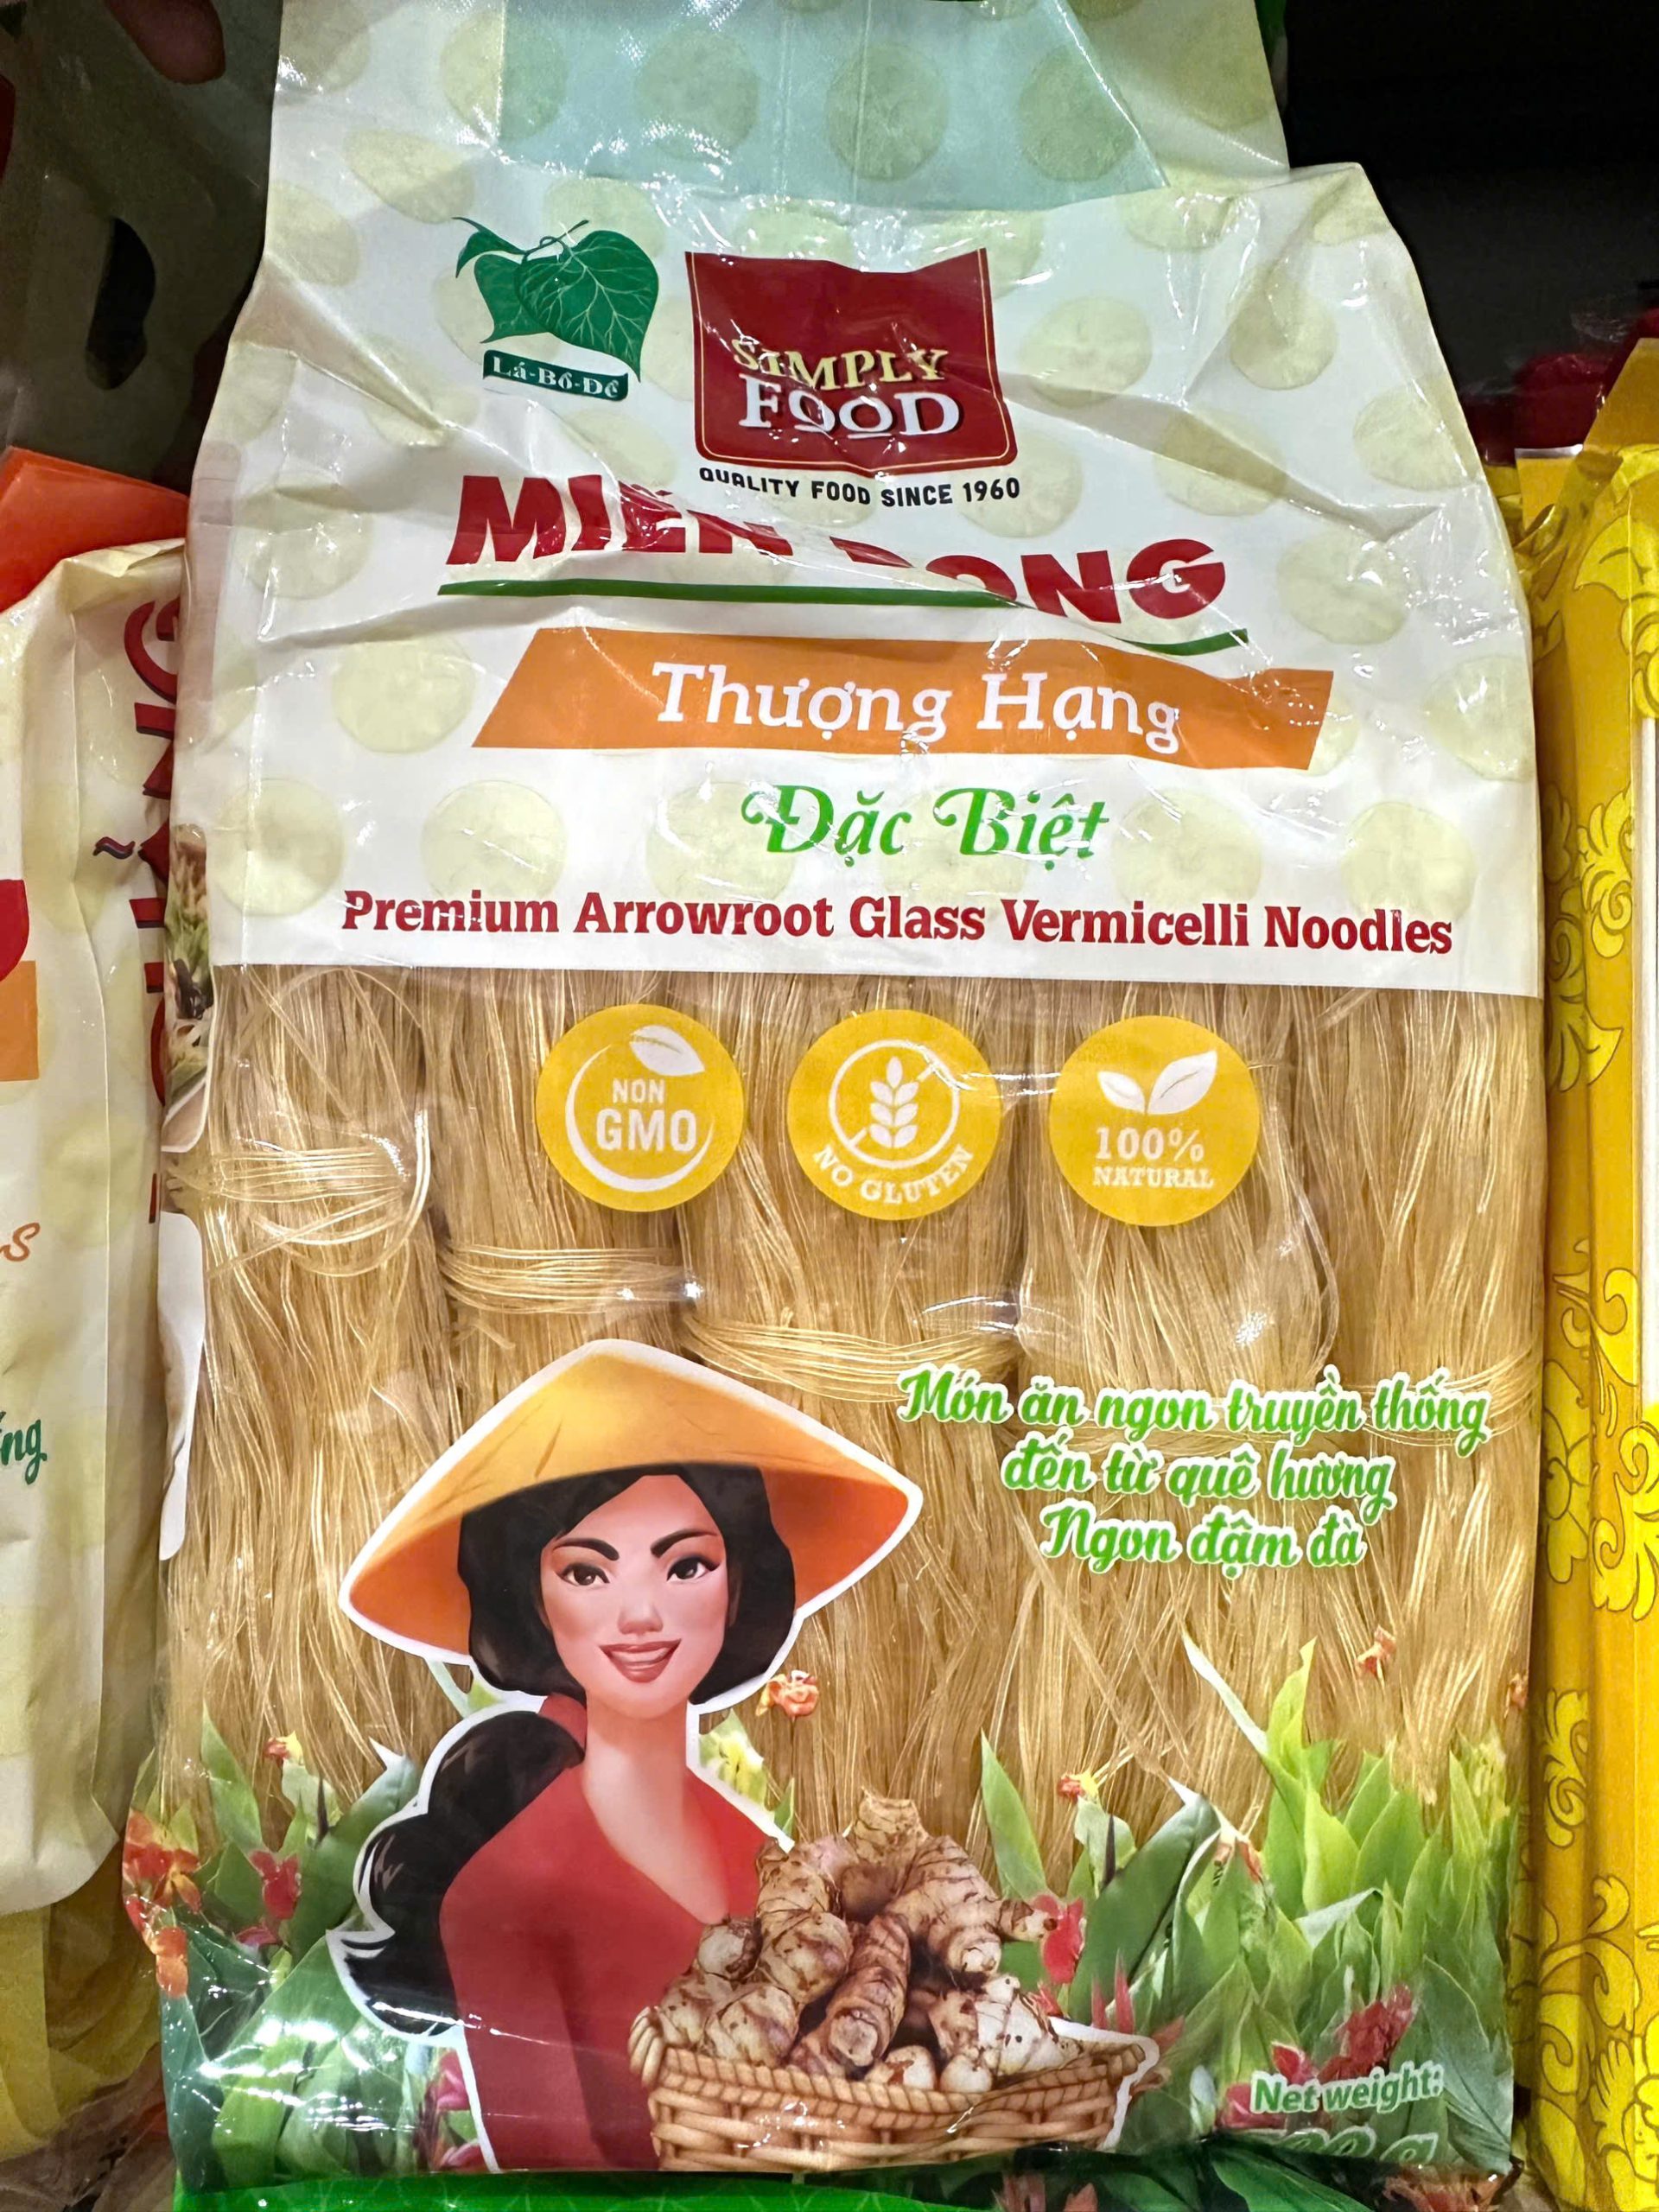 Lá-Bồ-Đề
SIMPLY
FOOD
QUALITY FOOD SINCE 1960
MIẾN DONG
Thượng Hạng
Đặc Biệt
Premium Arrowroot Glass Vermicelli Noodles
NON
GMO
NO GLUTEN
100%
NATURAL
Món ăn ngon truyền thống
đến từ quê hương
Ngon đậm đà
Net weight: